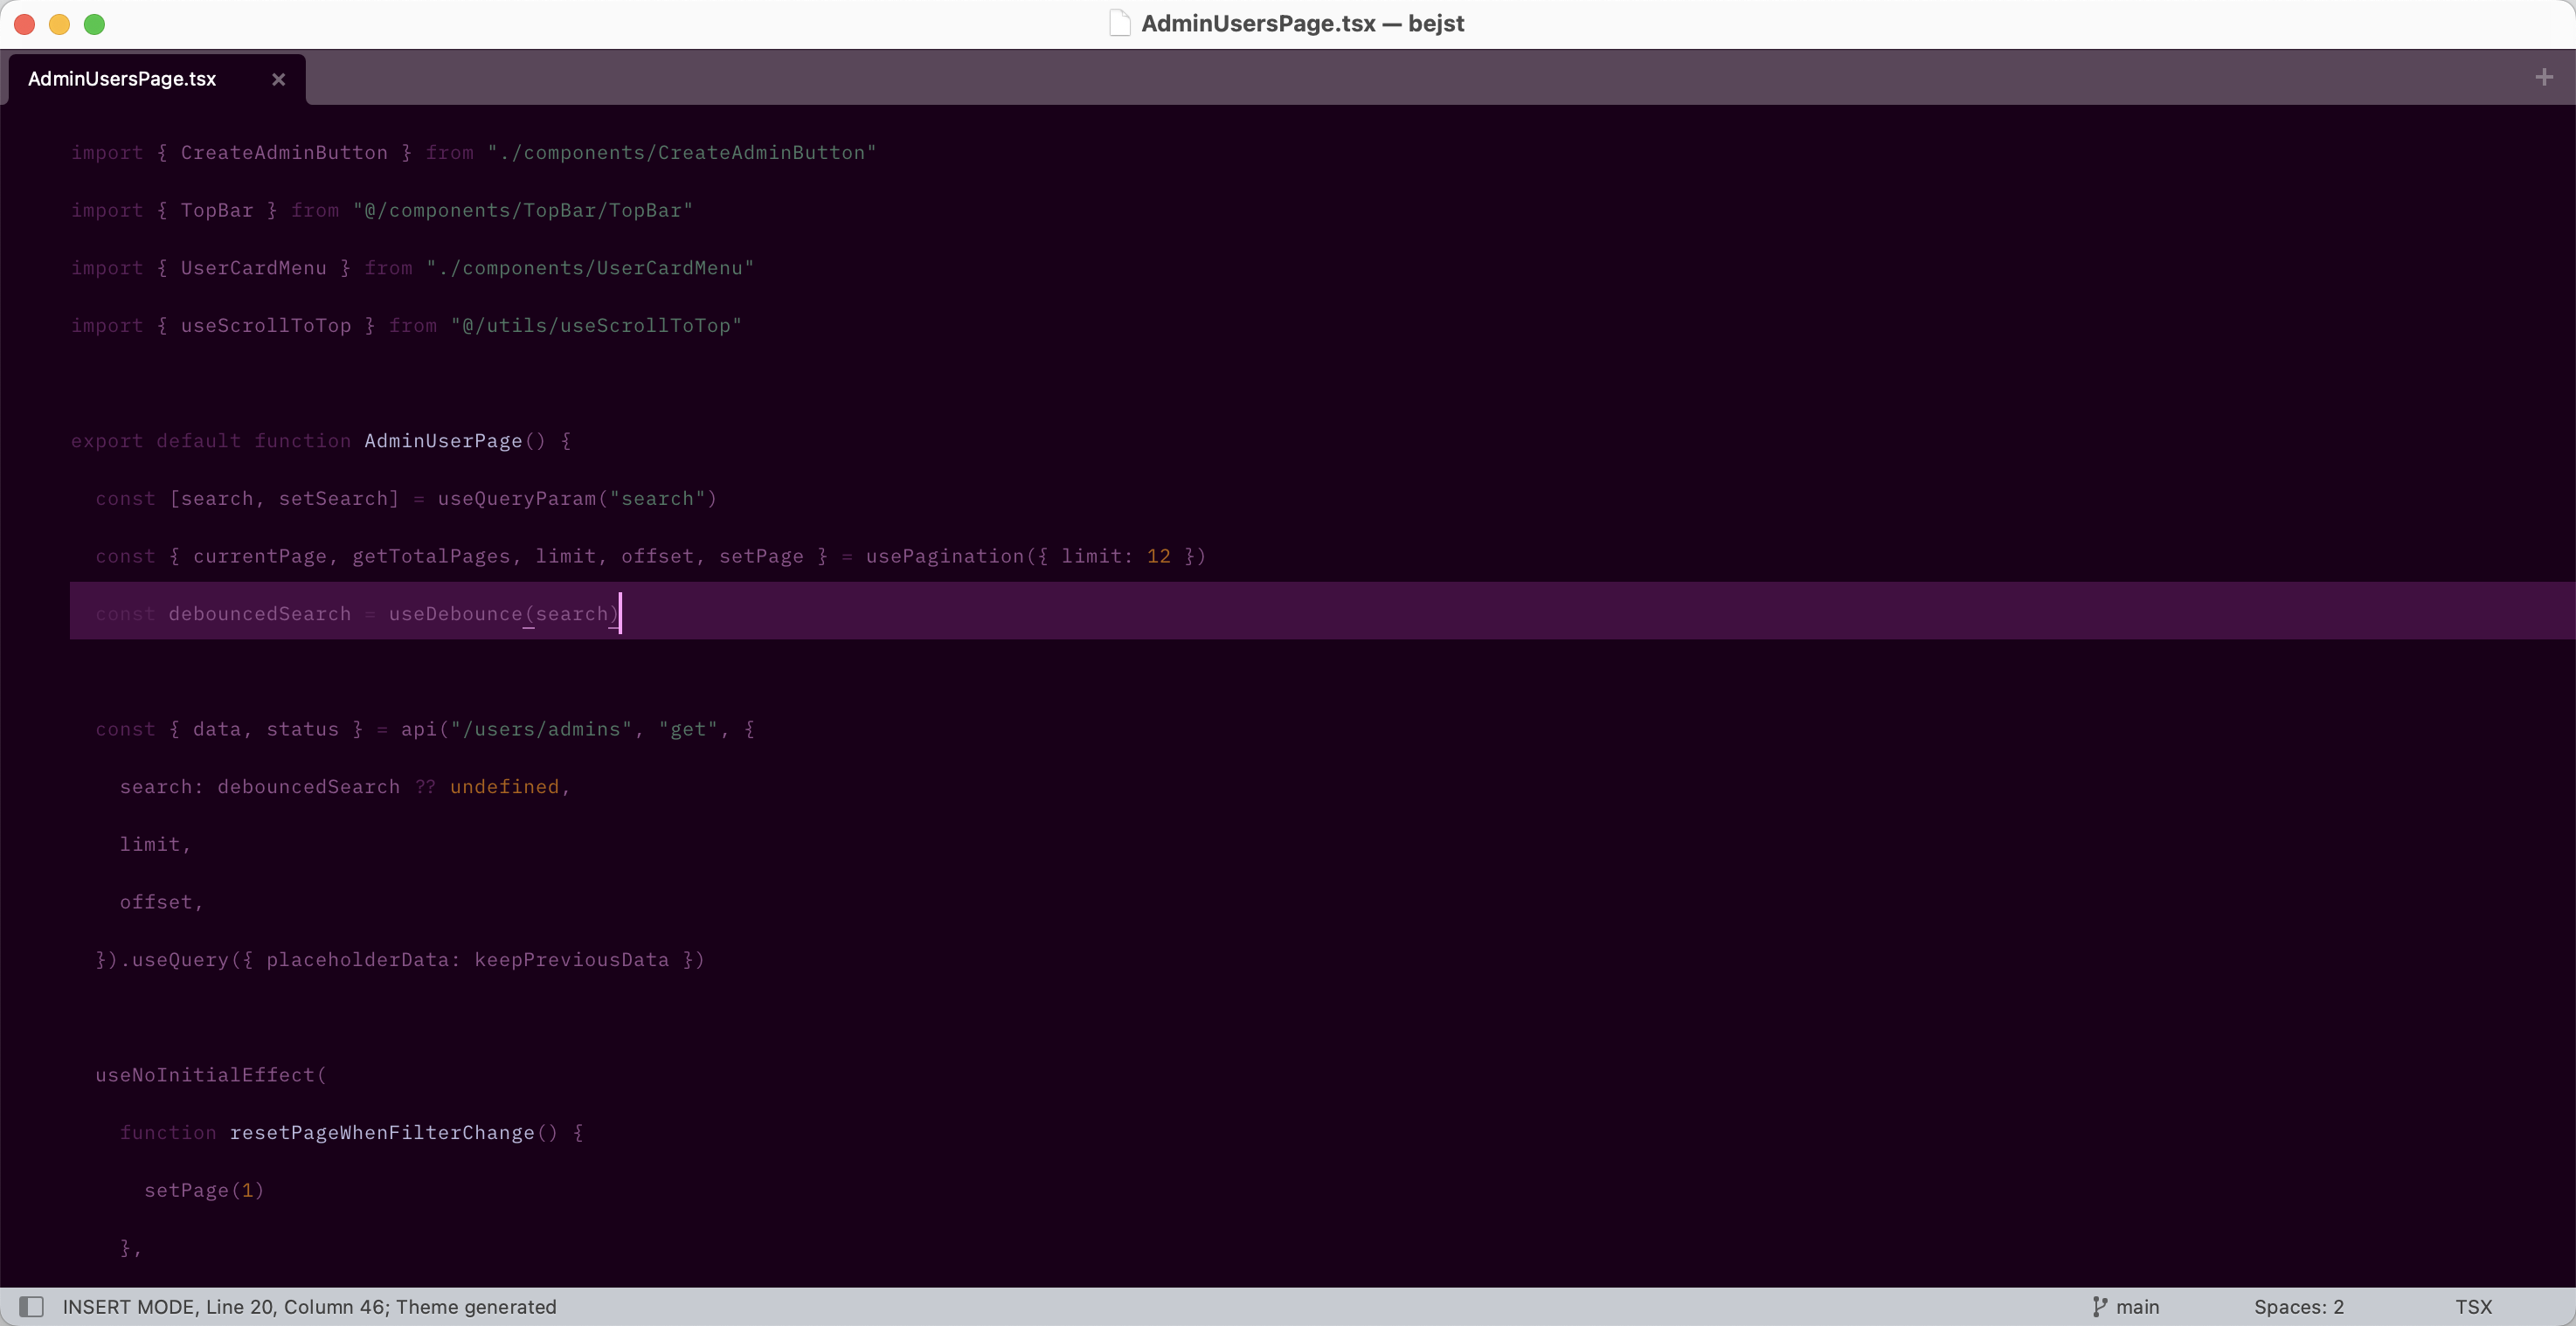 AdminUsersPage.tsx — bejst
AdminUsersPage.tsx
import { CreateAdminButton } from "./components/CreateAdminButton"
import { TopBar } from "@/components/TopBar/TopBar"
import { UserCardMenu } from "./components/UserCardMenu"
import { useScrollToTop } from "@/utils/useScrollToTop"
export default function AdminUserPage() {
  const [search, setSearch] = useQueryParam("search")
  const { currentPage, getTotalPages, limit, offset, setPage } = usePagination({ limit: 12 })
  const debouncedSearch = useDebounce(search)
  const { data, status } = api("/users/admins", "get", {
    search: debouncedSearch ?? undefined,
    limit,
    offset,
  }).useQuery({ placeholderData: keepPreviousData })
  useNoInitialEffect(
    function resetPageWhenFilterChange() {
      setPage(1)
    },
INSERT MODE, Line 20, Column 46; Theme generated
main
Spaces: 2
TSX